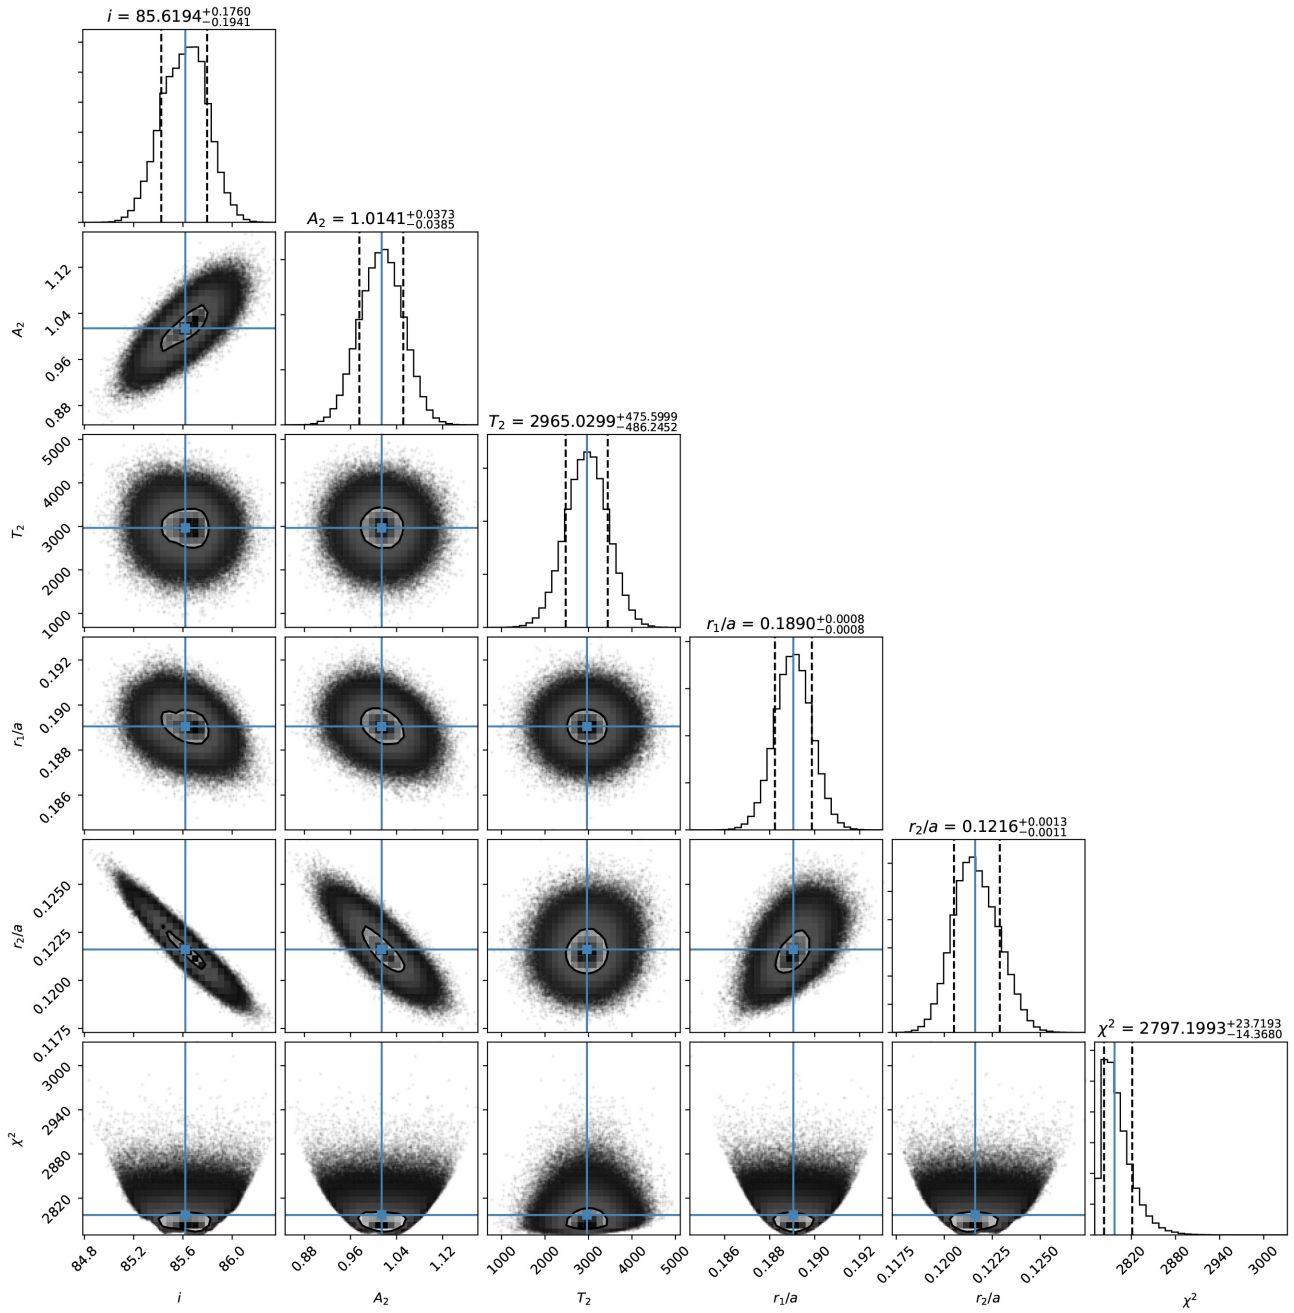 i = 85.6194 +0.1760 −0.1941
A₂ = 1.0141 +0.0373 −0.0385
1.12
1.04
0.96
0.88
A₂
T₂ = 2965.0299 +475.5999 −486.2452
5000
4000
3000
2000
1000
T₂
r₁/a = 0.1890 +0.0008 −0.0008
0.192
0.190
0.188
0.186
r₁/a
r₂/a = 0.1216 +0.0013 −0.0011
0.1250
0.1225
0.1200
0.1175
r₂/a
χ² = 2797.1993 +23.7193 −14.3680
3000
2940
2880
2820
χ²
84.8 85.2 85.6 86.0 0.88 0.96 1.04 1.12 1000 2000 3000 4000 5000 0.186 0.188 0.190 0.192 0.1175 0.1200 0.1225 0.1250 2820 2880 2940 3000
i A₂ T₂ r₁/a r₂/a χ²